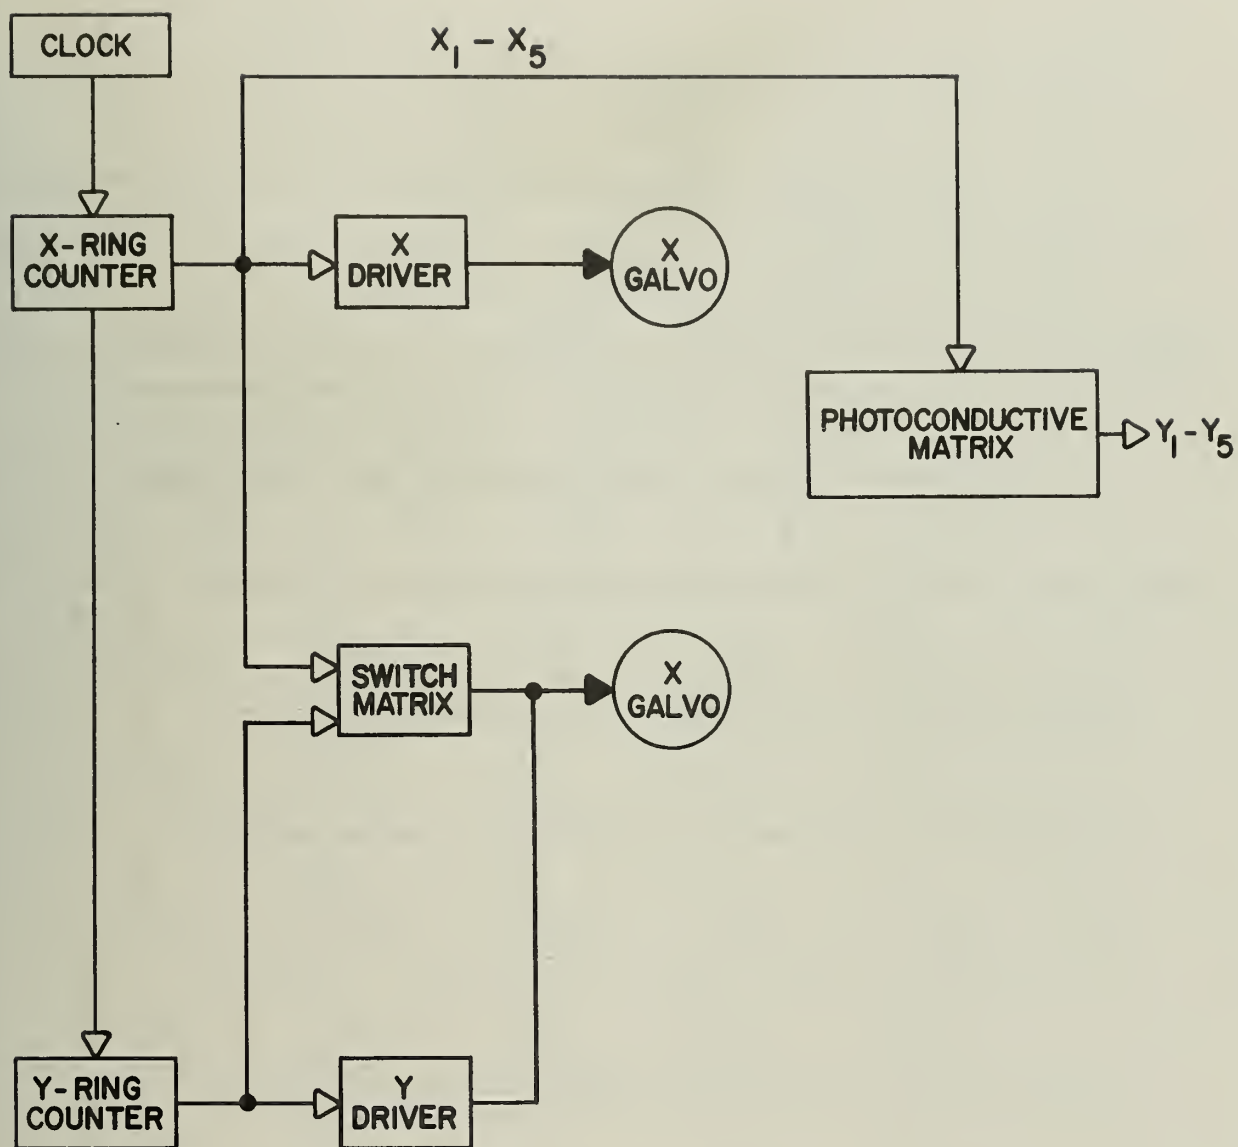 CLOCK
X₁ - X₅
X-RING
COUNTER
X
DRIVER
X
GALVO
PHOTOCONDUCTIVE
MATRIX
Y₁-Y₅
SWITCH
MATRIX
X
GALVO
Y-RING
COUNTER
Y
DRIVER